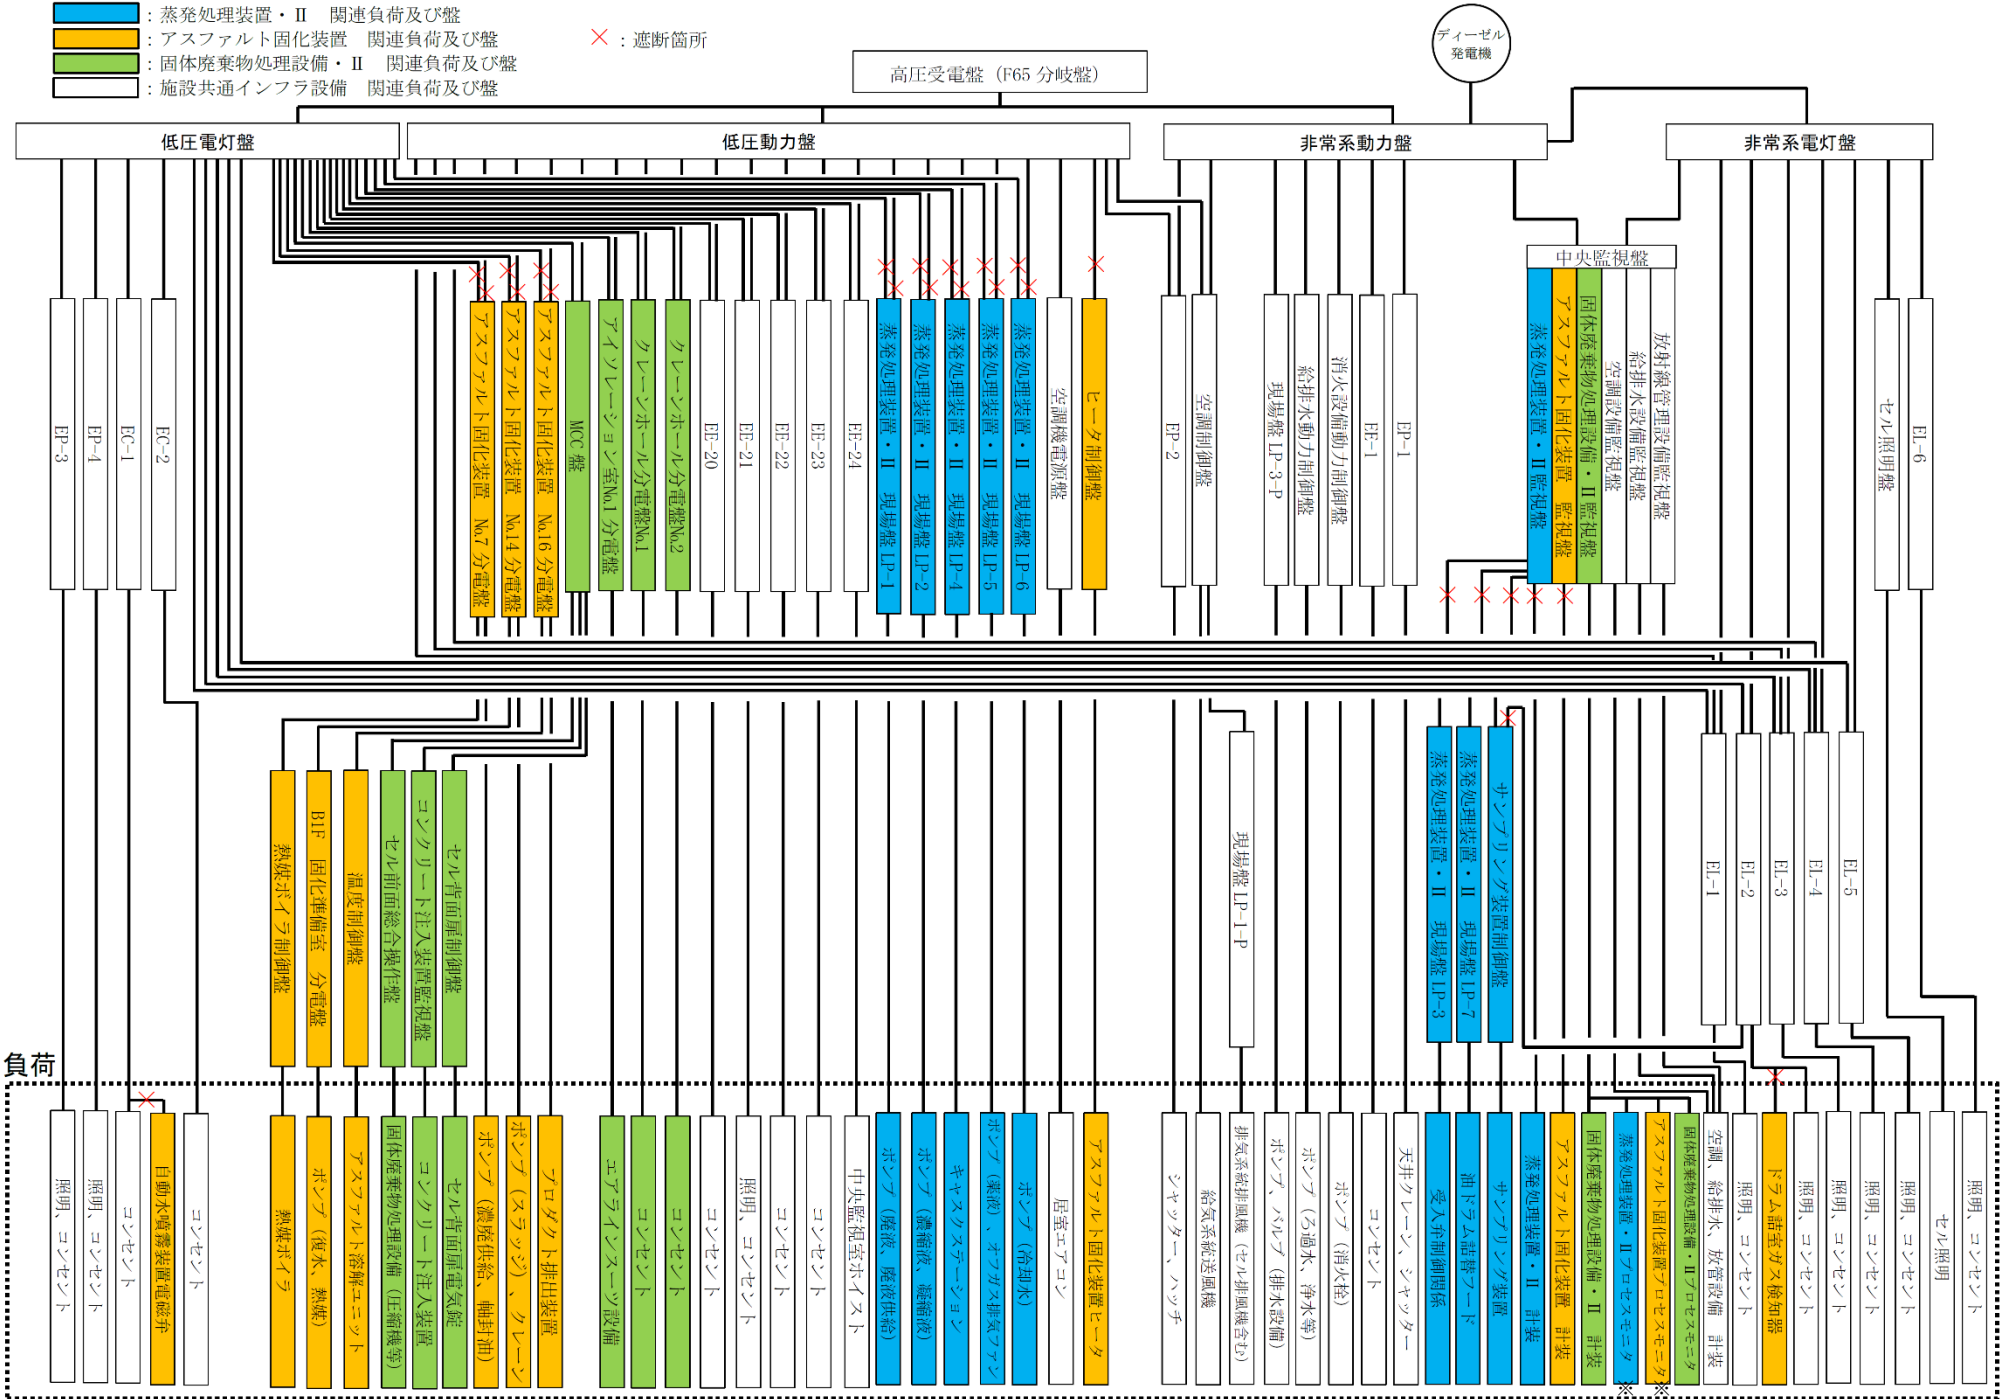 ：蒸発処理装置・Ⅱ　関連負荷及び盤
：アスファルト固化装置　関連負荷及び盤
：固体廃棄物処理設備・Ⅱ　関連負荷及び盤
：施設共通インフラ設備　関連負荷及び盤
×：遮断箇所
高圧受電盤（F65 分岐盤）
ディーゼル
発電機
低圧電灯盤
低圧動力盤
非常系動力盤
非常系電灯盤
中央監視盤
EP-3
EP-4
EC-1
EC-2
アスファルト固化装置　No.7 分電盤
アスファルト固化装置　No.14 分電盤
アスファルト固化装置　No.16 分電盤
MCC 盤
アイソレーション室No.1 分電盤
クレーンホール分電盤No.1
クレーンホール分電盤No.2
EE-20
EE-21
EE-22
EE-23
EE-24
蒸発処理装置・Ⅱ　現場盤 LP-1
蒸発処理装置・Ⅱ　現場盤 LP-2
蒸発処理装置・Ⅱ　現場盤 LP-4
蒸発処理装置・Ⅱ　現場盤 LP-5
蒸発処理装置・Ⅱ　現場盤 LP-6
空調機電源盤
ヒータ制御盤
EP-2
空調制御盤
現場盤 LP-3-P
給排水動力制御盤
消火設備動力制御盤
EE-1
EP-1
蒸発処理装置・Ⅱ監視盤
アスファルト固化装置　監視盤
固体廃棄物処理設備・Ⅱ監視盤
空調設備監視盤
給排水設備監視盤
放射線管理設備監視盤
セル照明盤
EL-6
熱媒ボイラ制御盤
B1F　固化準備室　分電盤
温度制御盤
セル前面総合操作盤
コンクリート注入装置監視盤
セル背面扉制御盤
現場盤 LP-1-P
蒸発処理装置・Ⅱ　現場盤 LP-3
蒸発処理装置・Ⅱ　現場盤 LP-7
サンプリング装置制御盤
EL-1
EL-2
EL-3
EL-4
EL-5
負荷
照明、コンセント
照明、コンセント
コンセント
自動水噴霧装置電磁弁
コンセント
熱媒ボイラ
ポンプ（復水、熱媒）
アスファルト溶解ユニット
固体廃棄物処理設備（圧縮機等）
コンクリート注入装置
セル背面扉電気錠
ポンプ（濃廃供給、軸封油）
ポンプ（スラッジ）、クレーン
プロダクト排出装置
エアラインスーツ設備
コンセント
コンセント
コンセント
照明、コンセント
コンセント
コンセント
中央監視室ホイスト
ポンプ（廃液、廃液供給）
ポンプ（濃縮液、凝縮液）
キャスクステーション
ポンプ（薬液）、オフガス排気ファン
ポンプ（冷却水）
居室エアコン
アスファルト固化装置ヒータ
シャッター、ハッチ
給気系統送風機
排気系統排風機（セル排風機含む）
ポンプ、バルブ（排水設備）
ポンプ（ろ過水、浄水等）
ポンプ（消火栓）
コンセント
天井クレーン、シャッター
受入弁制御関係
油ドラム詰替フード
サンプリング装置
蒸発処理装置・Ⅱ　計装
アスファルト固化装置　計装
固体廃棄物処理設備・Ⅱ　計装
蒸発処理装置・Ⅱプロセスモニタ
※
アスファルト固化装置プロセスモニタ
※
固体廃棄物処理設備・Ⅱプロセスモニタ
空調、給排水、放管設備　計装
照明、コンセント
ドラム詰室ガス検知器
照明、コンセント
照明、コンセント
照明、コンセント
照明、コンセント
セル照明
照明、コンセント